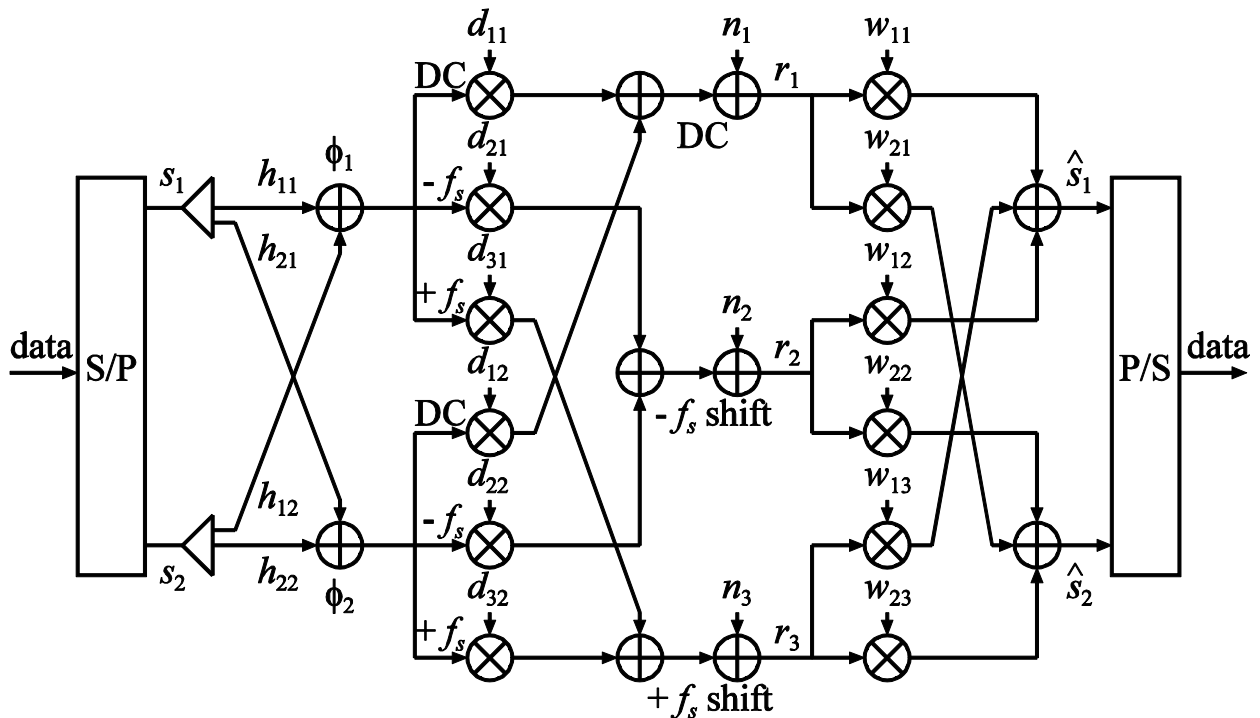 d11
n1
w11
DC
r1
d21
DC
w21
ϕ1
s1
h11
- fs
ŝ1
h21
d31
w12
+ fs
n2
data
S/P
d12
r2
w22
P/S
data
DC
- fs shift
d22
w13
h12
- fs
s2
h22
ϕ2
d32
n3
w23
ŝ2
+ fs
r3
+ fs shift